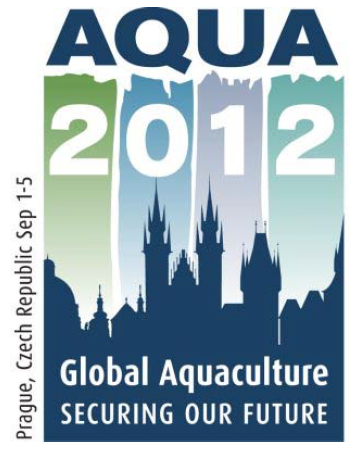 AQUA
2012
Prague, Czech Republic Sep 1-5
Global Aquaculture
SECURING OUR FUTURE